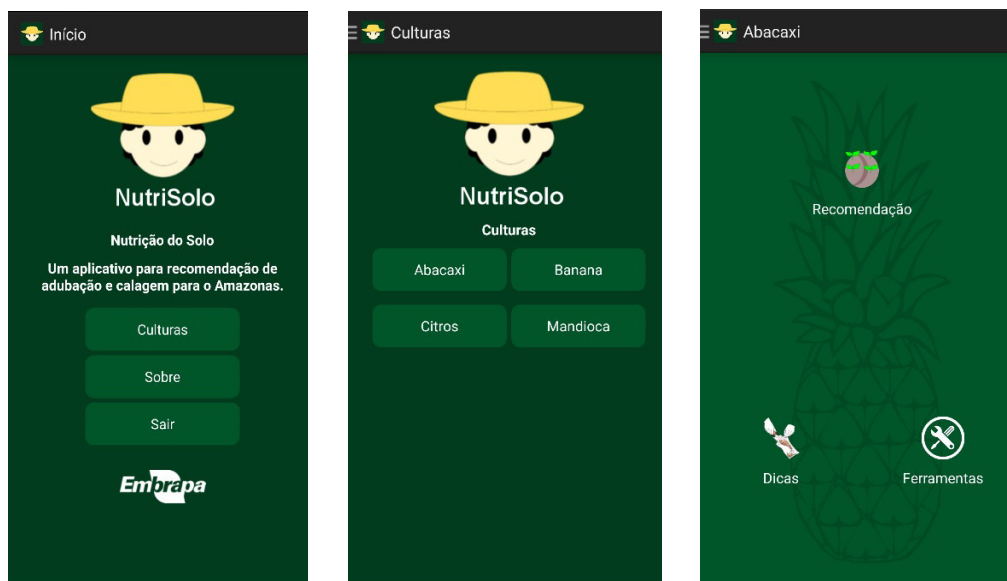 Início
NutriSolo
Nutrição do Solo
Um aplicativo para recomendação de
adubação e calagem para o Amazonas.
Culturas
Sobre
Sair
Embrapa
Culturas
NutriSolo
Culturas
Abacaxi
Banana
Citros
Mandioca
Abacaxi
Recomendação
Dicas
Ferramentas